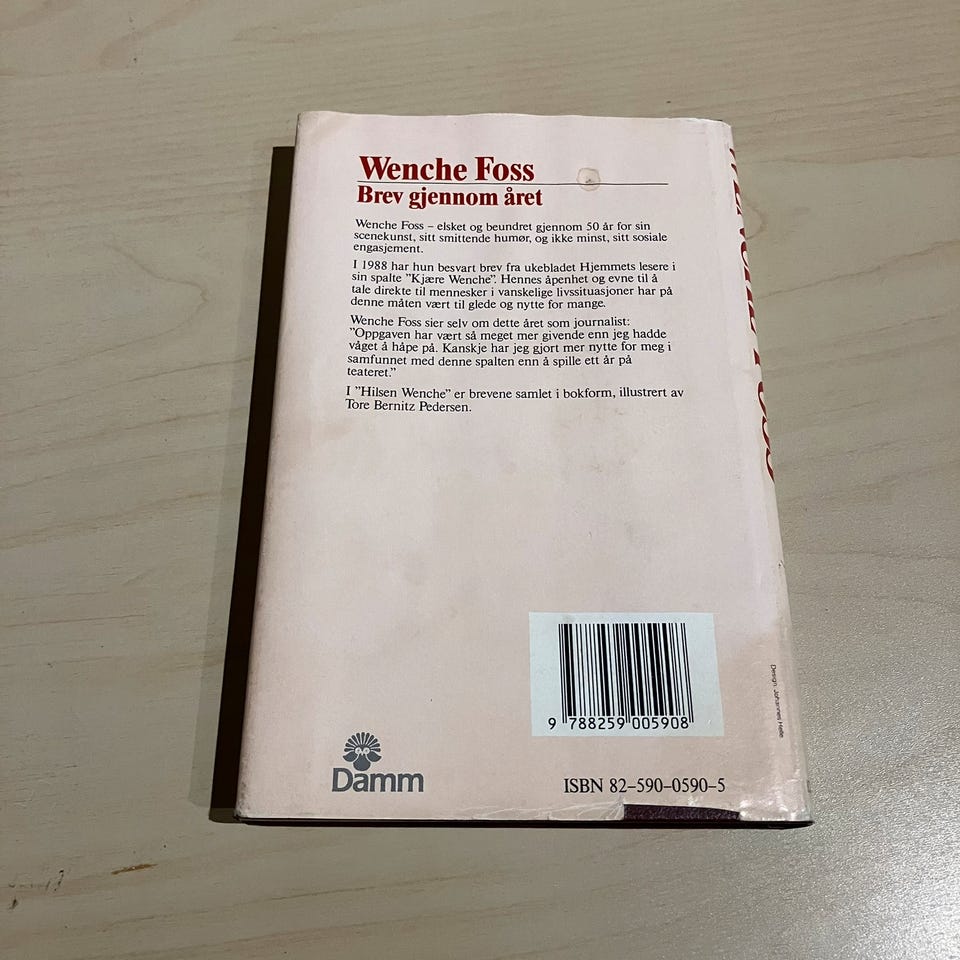 Wenche Foss
Brev gjennom året
Wenche Foss – elsket og beundret gjennom 50 år for sin
scenekunst, sitt smittende humør, og ikke minst, sitt sosiale
engasjement.
I 1988 har hun besvart brev fra ukebladet Hjemmets lesere i
sin spalte "Kjære Wenche". Hennes åpenhet og evne til å
tale direkte til mennesker i vanskelige livssituasjoner har på
denne måten vært til glede og nytte for mange.
Wenche Foss sier selv om dette året som journalist:
"Oppgaven har vært så meget mer givende enn jeg hadde
våget å håpe på. Kanskje har jeg gjort mer nytte for meg i
samfunnet med denne spalten enn å spille ett år på
teateret."
I "Hilsen Wenche" er brevene samlet i bokform, illustrert av
Tore Bernitz Pedersen.
9 788259 005908
Damm
ISBN 82-590-0590-5